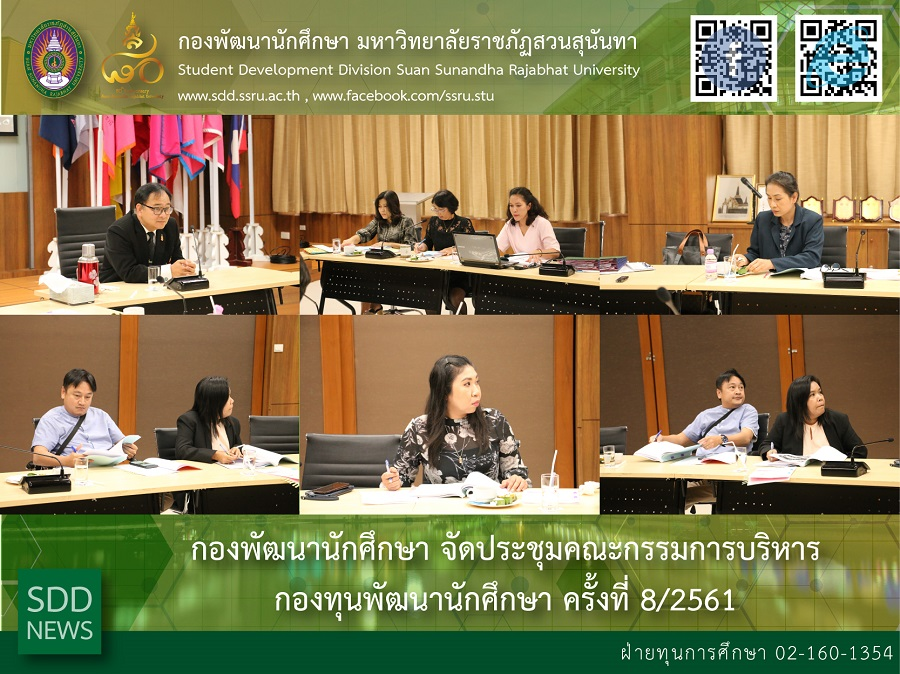 กองพัฒนานักศึกษา มหาวิทยาลัยราชภัฏสวนสุนันทา
Student Development Division Suan Sunandha Rajabhat University
www.sdd.ssru.ac.th , www.facebook.com/ssru.stu
กองพัฒนานักศึกษา จัดประชุมคณะกรรมการบริหาร
กองทุนพัฒนานักศึกษา ครั้งที่ 8/2561
SDD
NEWS
ฝ่ายทุนการศึกษา 02-160-1354